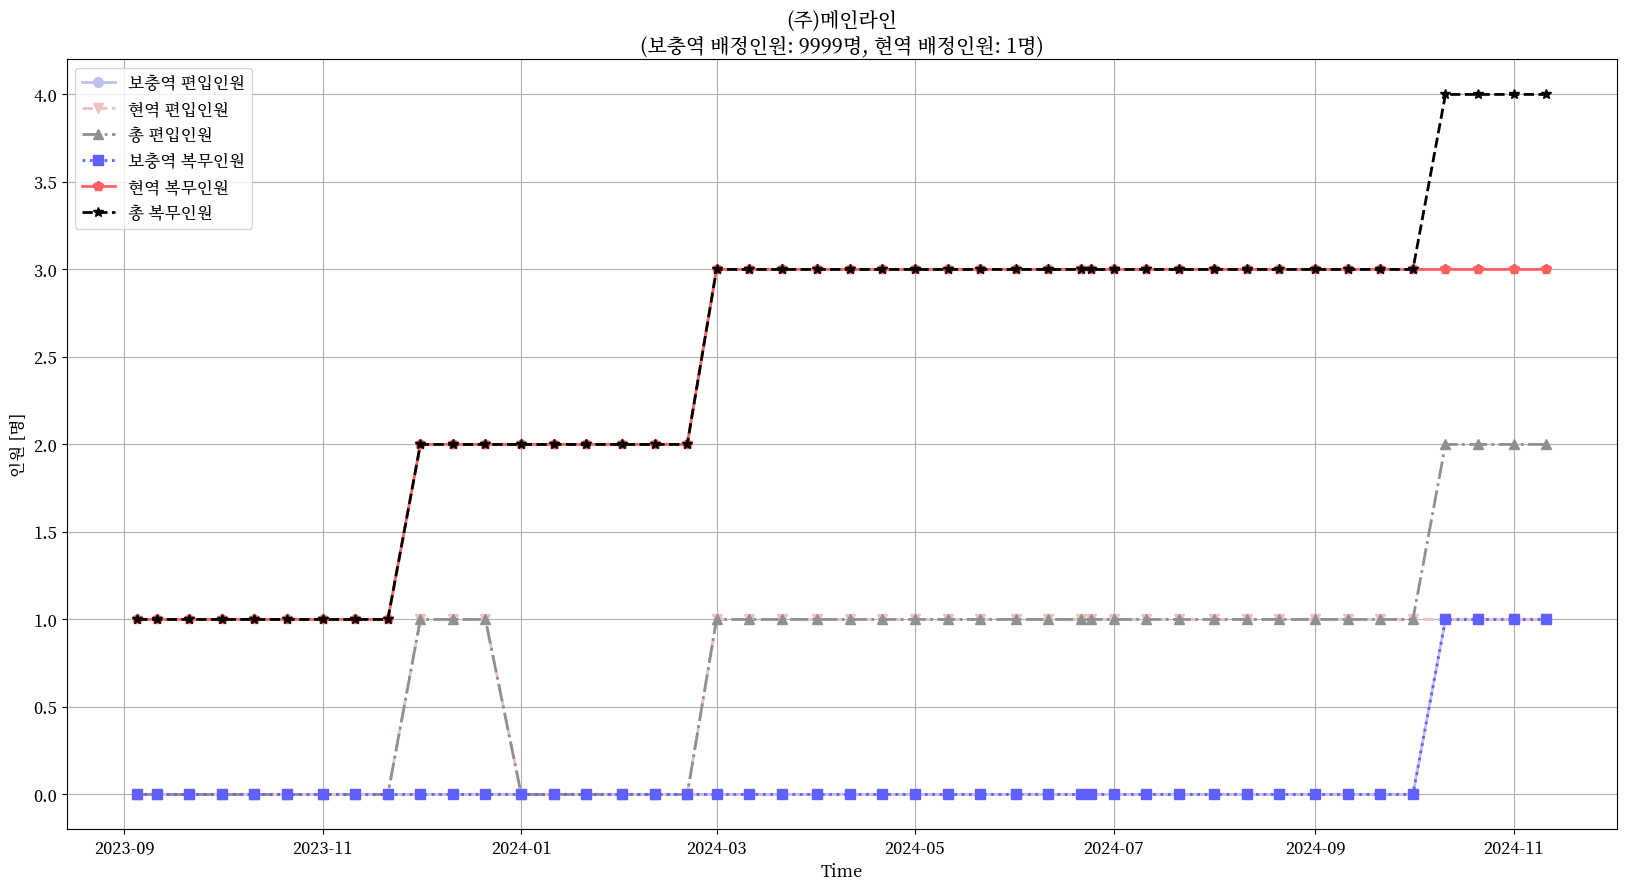 (주)메인라인
(보충역 배정인원: 9999명, 현역 배정인원: 1명)
보충역 편입인원
현역 편입인원
총 편입인원
보충역 복무인원
현역 복무인원
총 복무인원
4.0
3.5
3.0
2.5
2.0
1.5
1.0
0.5
0.0
인원 [명]
2023-09 2023-11 2024-01 2024-03 2024-05 2024-07 2024-09 2024-11
Time